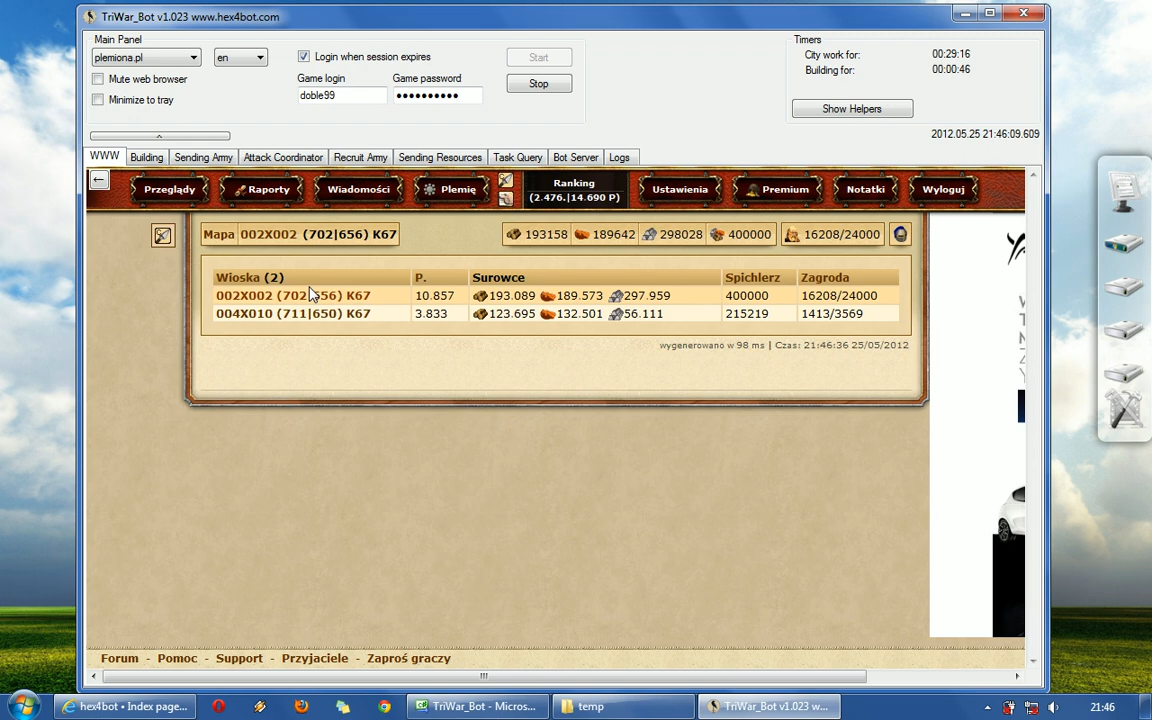 TriWar_Bot v1.023 www.hex4bot.com
Main Panel
plemiona.pl
en
Login when session expires
Start
Mute web browser
Game login
Game password
Minimize to tray
doble99
●●●●●●●●●●
Stop
Timers
City work for:
00:29:16
Building for:
00:00:46
Show Helpers
2012.05.25 21:46:09.609
WWW
Building
Sending Army
Attack Coordinator
Recruit Army
Sending Resources
Task Query
Bot Server
Logs
Przeglądy
Raporty
Wiadomości
Plemię
Ranking
(2.476.|14.690 P)
Ustawienia
Premium
Notatki
Wyloguj
Mapa 002X002 (702|656) K67
193158 189642 298028 400000 16208/24000
Wioska (2) P. Surowce Spichlerz Zagroda
002X002 (702|656) K67 10.857 193.089 189.573 297.959 400000 16208/24000
004X010 (711|650) K67 3.833 123.695 132.501 56.111 215219 1413/3569
wygenerowano w 98 ms | Czas: 21:46:36 25/05/2012
Forum - Pomoc - Support - Przyjaciele - Zaproś graczy
hex4bot • Index page...
TriWar_Bot - Micros...
temp
TriWar_Bot v1.023 w...
21:46